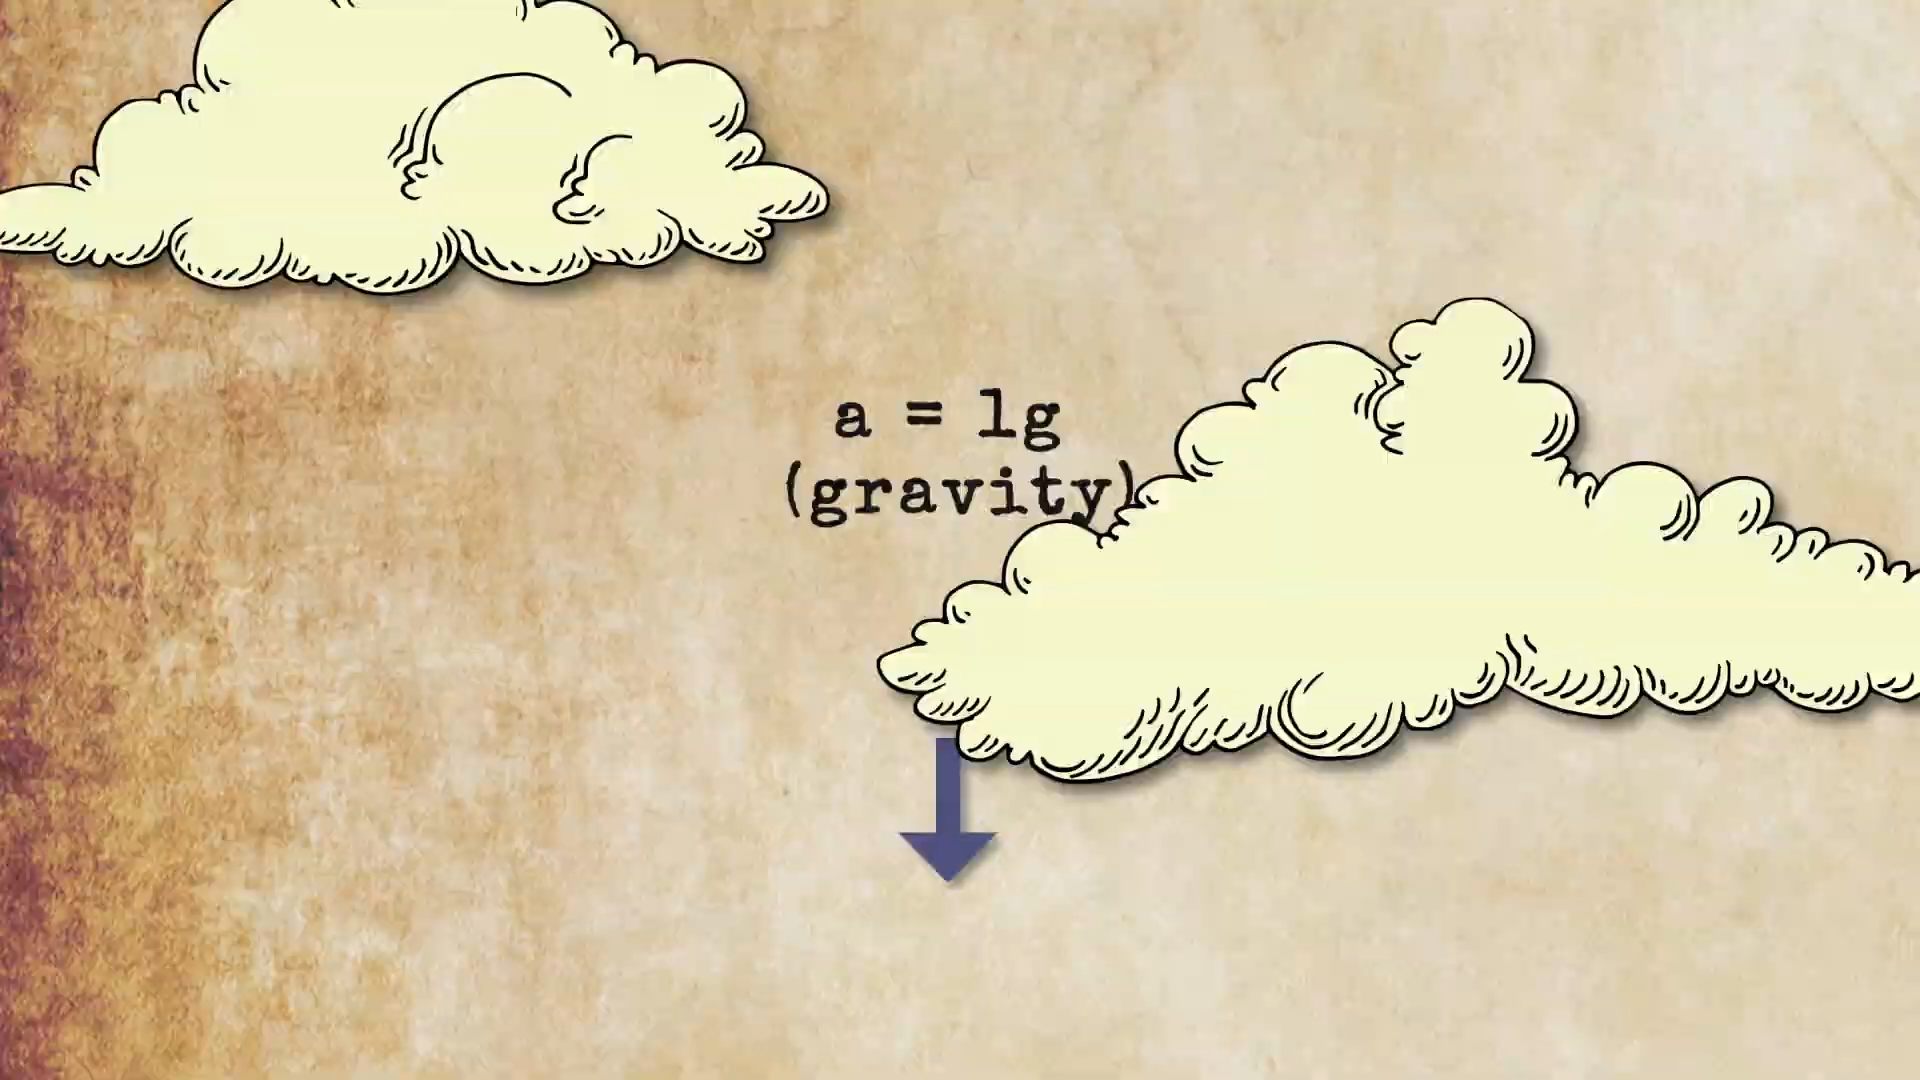 a = 1g
(gravity)